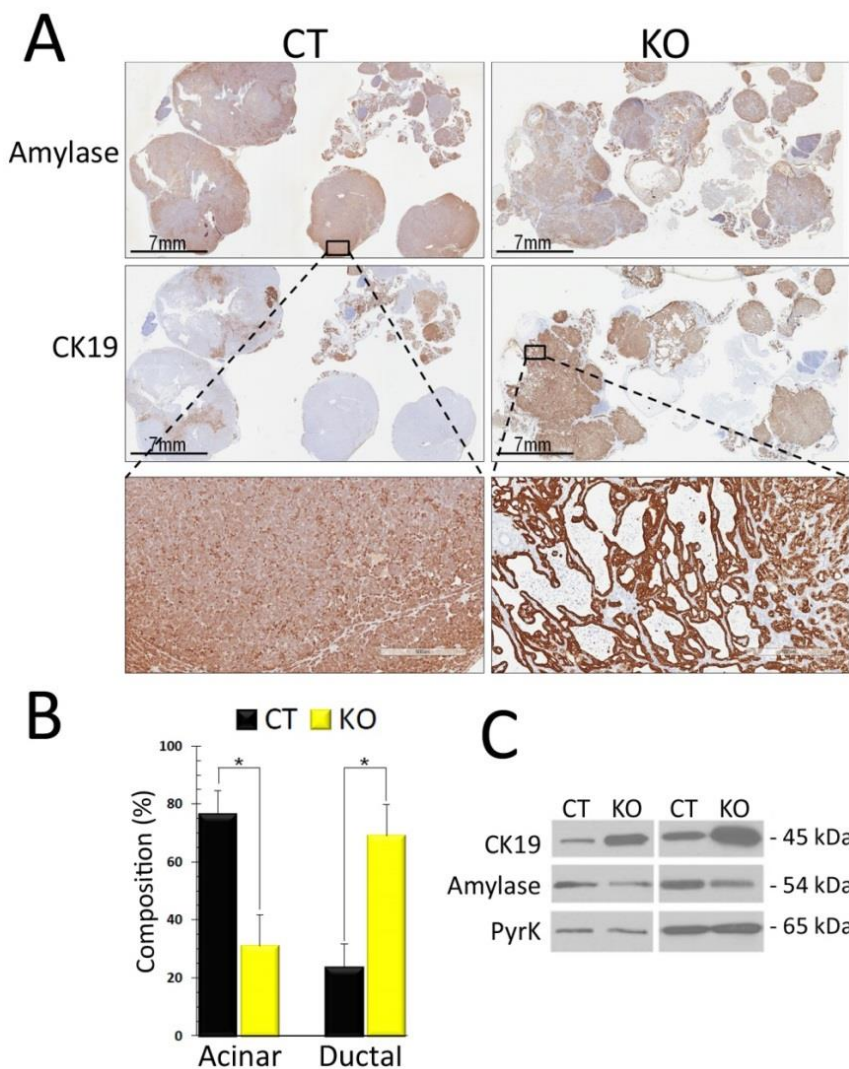 A
CT
KO
Amylase
7mm
7mm
CK19
7mm
7mm
B
CT
KO
Composition (%)
100
80
60
40
20
0
*
*
Acinar
Ductal
C
CT KO CT KO
CK19
- 45 kDa
Amylase
- 54 kDa
PyrK
- 65 kDa